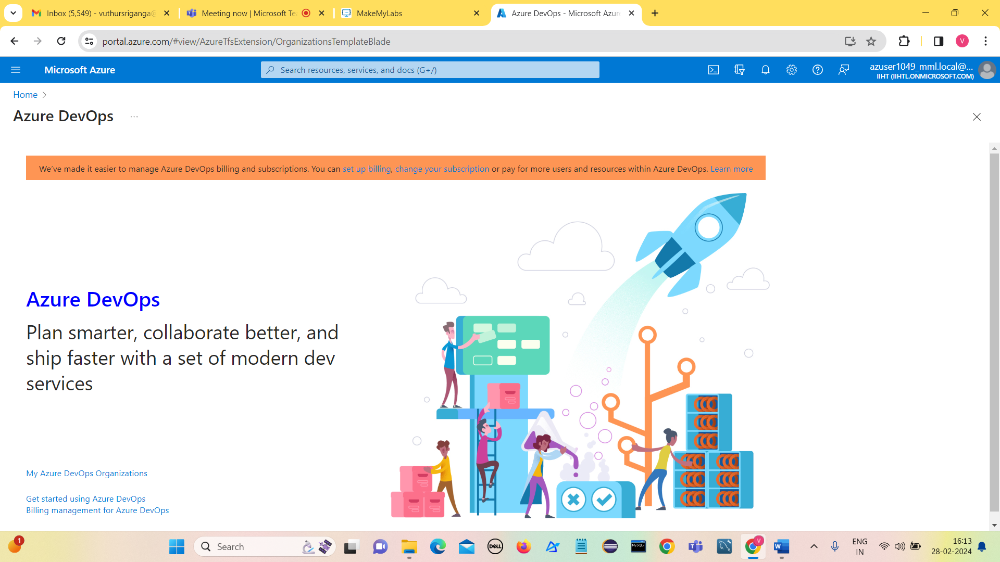 Inbox (5,549) - vuthursriganga@
Meeting now | Microsoft Te
MakeMyLabs
Azure DevOps - Microsoft Azur
portal.azure.com/#view/AzureTfsExtension/OrganizationsTemplateBlade
V
Microsoft Azure
Search resources, services, and docs (G+/)
azuser1049_mml.local@...
IIHT (IIHTL.ONMICROSOFT.COM)
Home
Azure DevOps
...
We've made it easier to manage Azure DevOps billing and subscriptions. You can set up billing, change your subscription or pay for more users and resources within Azure DevOps. Learn more
Azure DevOps
Plan smarter, collaborate better, and
ship faster with a set of modern dev
services
My Azure DevOps Organizations
Get started using Azure DevOps
Billing management for Azure DevOps
1
Search
DELL
MySQL
V
W
ENG
IN
16:13
28-02-2024